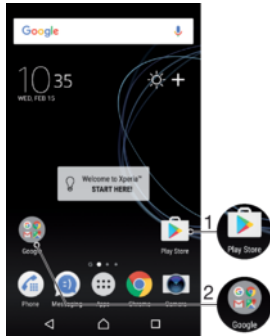 Google
10 35
WED, FEB 15
Welcome to Xperia™
START HERE!
1
Google
Play Store
Play Store
2
Phone
Messaging
Apps
Chrome
Camera
Google